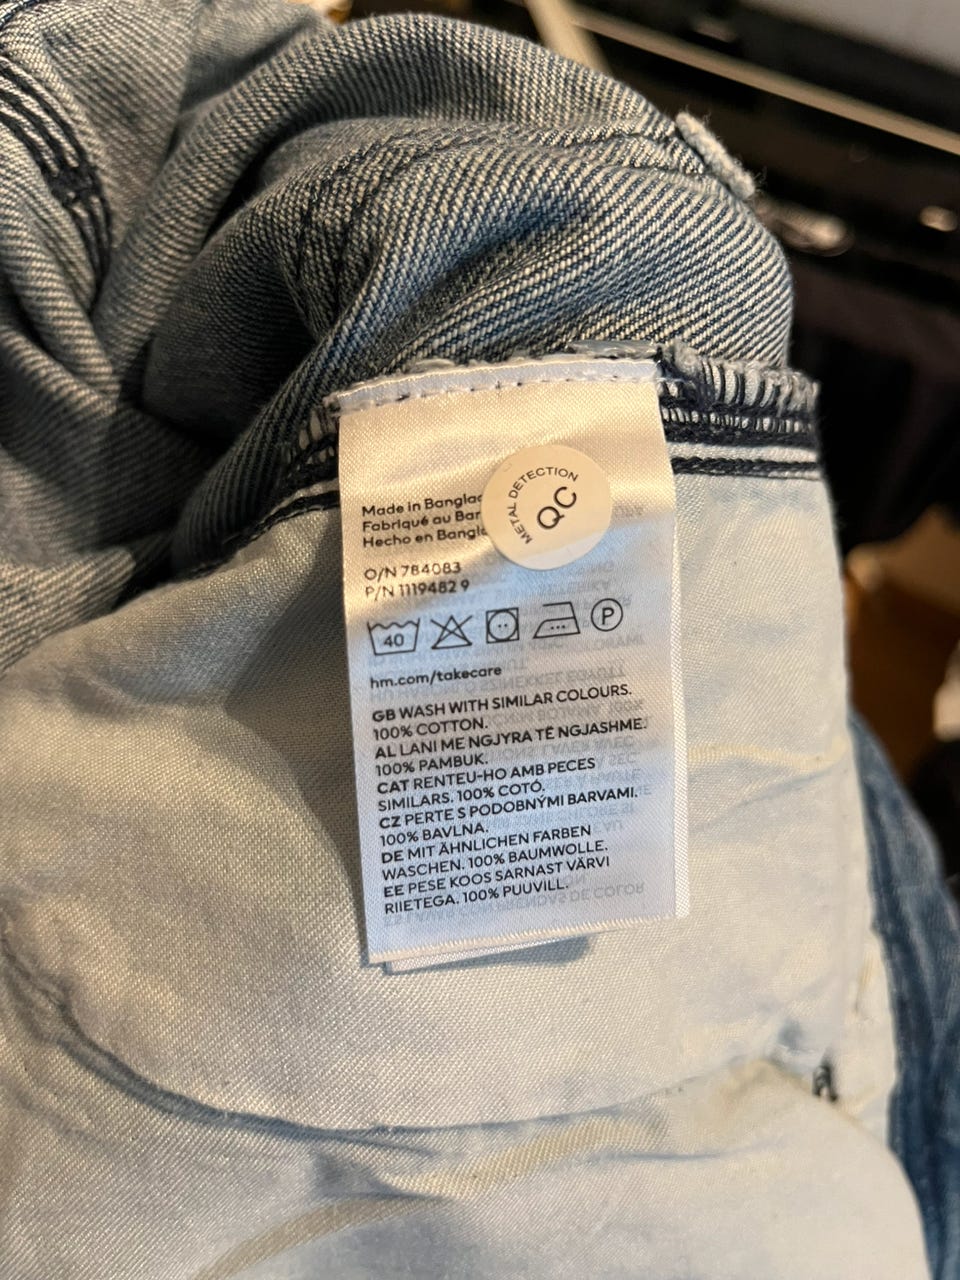 Made in
Fabriqué au
Hecho en
METAL DETECTION
QC
O/N 784083
P/N 1119482 9
40
P
hm.com/takecare
GB WASH WITH SIMILAR COLOURS.
100% COTTON.
AL LANI ME NGJYRA TË NGJASHME.
100% PAMBUK.
CAT RENTEU-HO AMB PECES
SIMILARS. 100% COTÓ.
CZ PERTE S PODOBNÝMI BARVAMI.
100% BAVLNA.
DE MIT ÄHNLICHEN FARBEN
WASCHEN. 100% BAUMWOLLE.
EE PESE KOOS SARNAST VÄRVI
RIIETEGA. 100% PUUVILL.